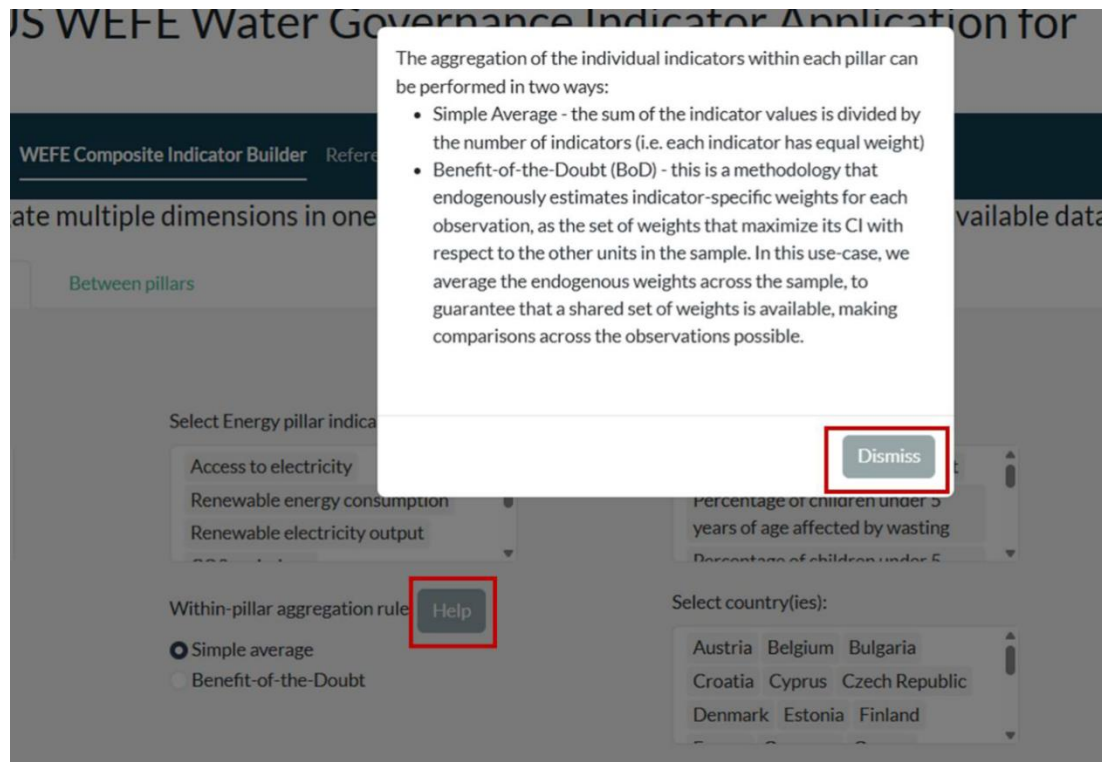 JS WEFE Water Governance Indicator Application for
The aggregation of the individual indicators within each pillar can
be performed in two ways:
• Simple Average - the sum of the indicator values is divided by
the number of indicators (i.e. each indicator has equal weight)
• Benefit-of-the-Doubt (BoD) - this is a methodology that
endogenously estimates indicator-specific weights for each
observation, as the set of weights that maximize its CI with
respect to the other units in the sample. In this use-case, we
average the endogenous weights across the sample, to
guarantee that a shared set of weights is available, making
comparisons across the observations possible.
Dismiss
WEFE Composite Indicator Builder Refere
ate multiple dimensions in one
vailable data
Between pillars
Select Energy pillar indica
Access to electricity
Renewable energy consumption
Renewable electricity output
Percentage of children under 5
years of age affected by wasting
Percentage of children under 5
Within-pillar aggregation rule
Help
Simple average
Benefit-of-the-Doubt
Select country(ies):
Austria Belgium Bulgaria
Croatia Cyprus Czech Republic
Denmark Estonia Finland